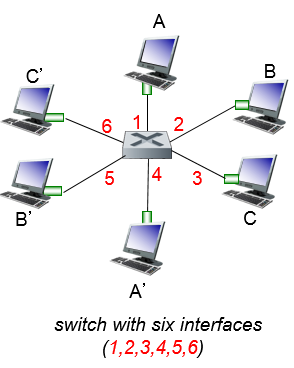 A
C’
B
1
6
2
5
4
3
B’
C
A’
switch with six interfaces
(1,2,3,4,5,6)